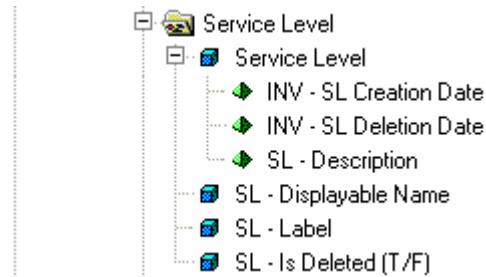 Service Level
Service Level
INV - SL Creation Date
INV - SL Deletion Date
SL - Description
SL - Displayable Name
SL - Label
SL - Is Deleted (T/F)